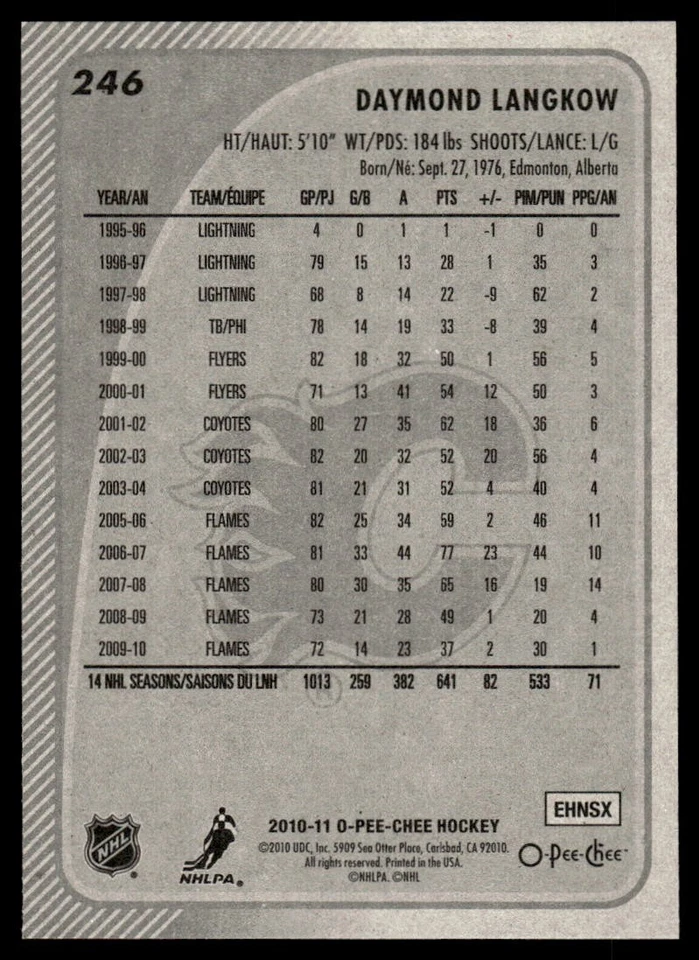 246
DAYMOND LANGKOW
HT/HAUT: 5'10" WT/PDS: 184 lbs SHOOTS/LANCE: L/G
Born/Né: Sept. 27, 1976, Edmonton, Alberta
YEAR/AN TEAM/ÉQUIPE GP/PJ G/B A PTS +/- PIM/PUN PPG/AN
1995-96 LIGHTNING 4 0 1 1 -1 0 0
1996-97 LIGHTNING 79 15 13 28 1 35 3
1997-98 LIGHTNING 68 8 14 22 -9 62 2
1998-99 TB/PHI 78 14 19 33 -8 39 4
1999-00 FLYERS 82 18 32 50 1 56 5
2000-01 FLYERS 71 13 41 54 12 50 3
2001-02 COYOTES 80 27 35 62 18 36 6
2002-03 COYOTES 82 20 32 52 20 56 4
2003-04 COYOTES 81 21 31 52 4 40 4
2005-06 FLAMES 82 25 34 59 2 46 11
2006-07 FLAMES 81 33 44 77 23 44 10
2007-08 FLAMES 80 30 35 65 16 19 14
2008-09 FLAMES 73 21 28 49 1 20 4
2009-10 FLAMES 72 14 23 37 2 30 1
14 NHL SEASONS/SAISONS DU LNH 1013 259 382 641 82 533 71
EHNSX
2010-11 O-PEE-CHEE HOCKEY
©2010 UDC, Inc. 5909 Sea Otter Place, Carlsbad, CA 92010.
All rights reserved. Printed in the USA.
©NHLPA. ©NHL
NHL
NHLPA.
O-Pee-Chee